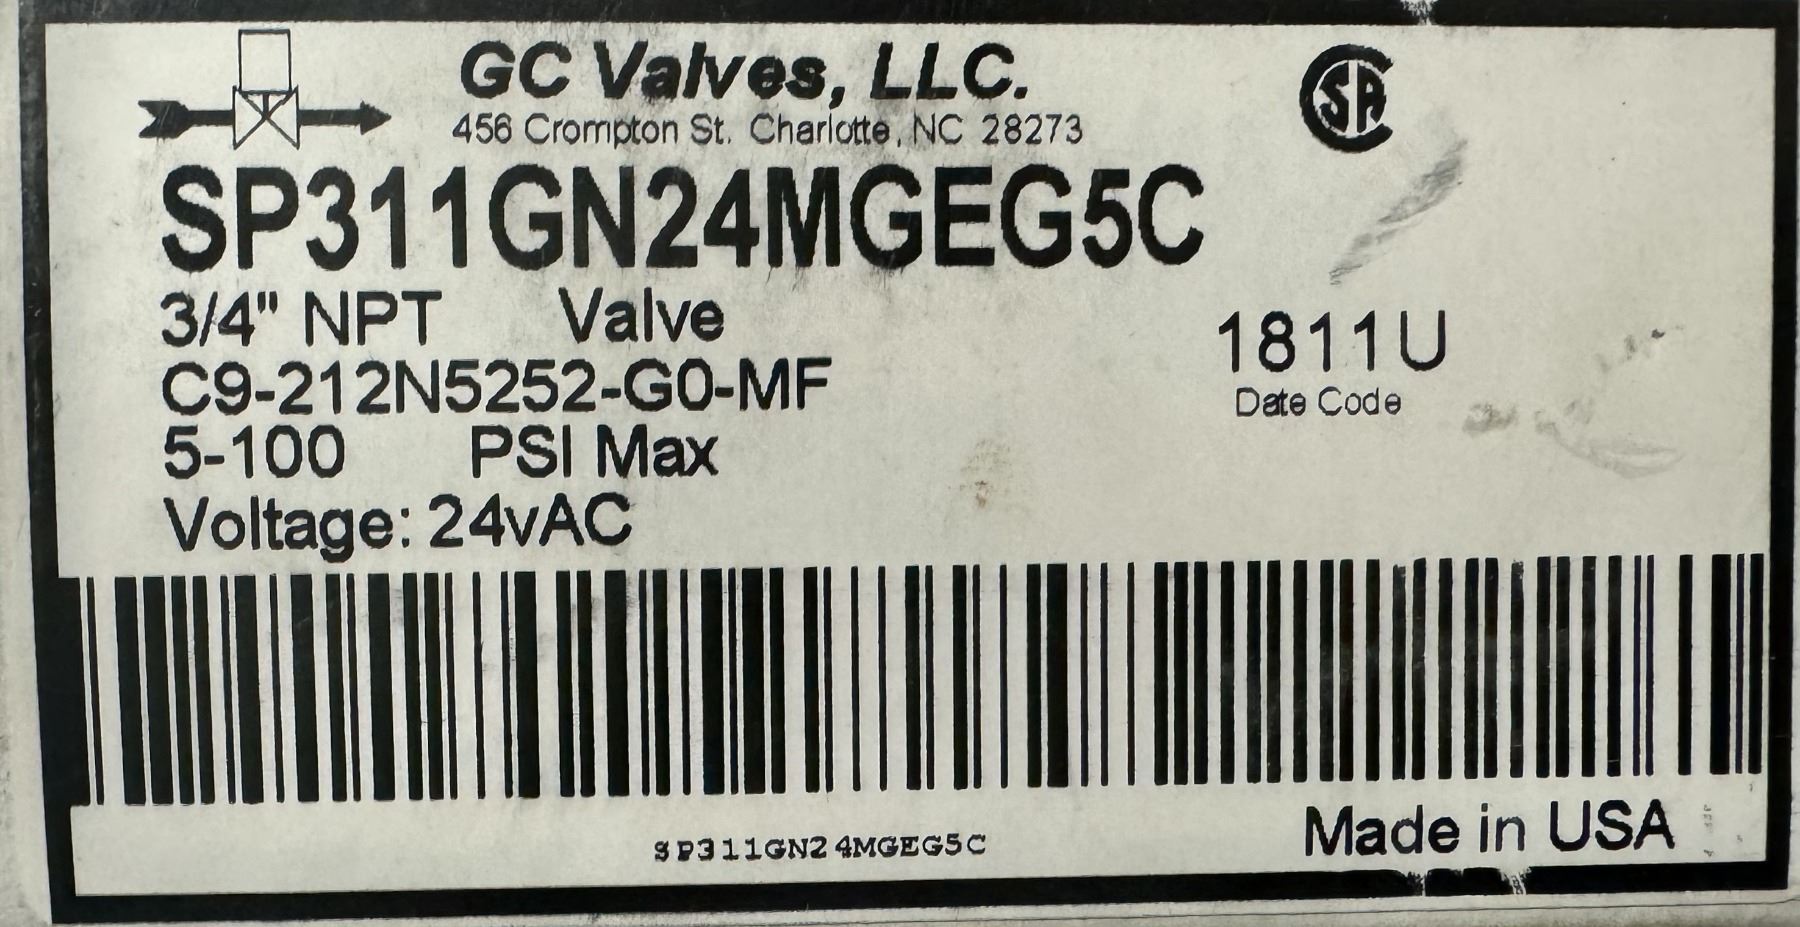 GC Valves, LLC.
456 Crompton St. Charlotte, NC 28273
CSA
SP311GN24MGEG5C
3/4" NPT Valve
1811U
Date Code
C9-212N5252-G0-MF
5-100 PSI Max
Voltage: 24vAC
SP311GN24MGEG5C
Made in USA